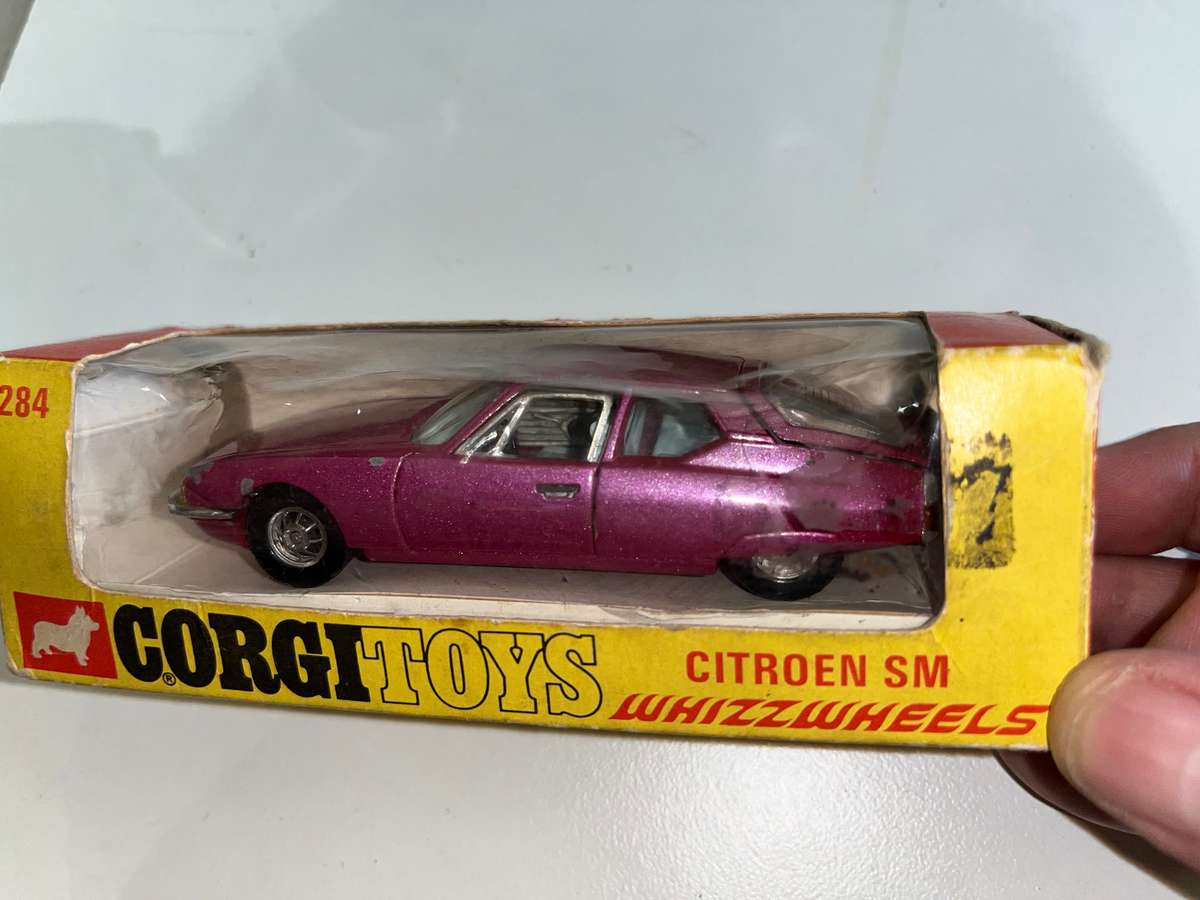 284
CORGI® TOYS
CITROEN SM
WHIZZWHEELS